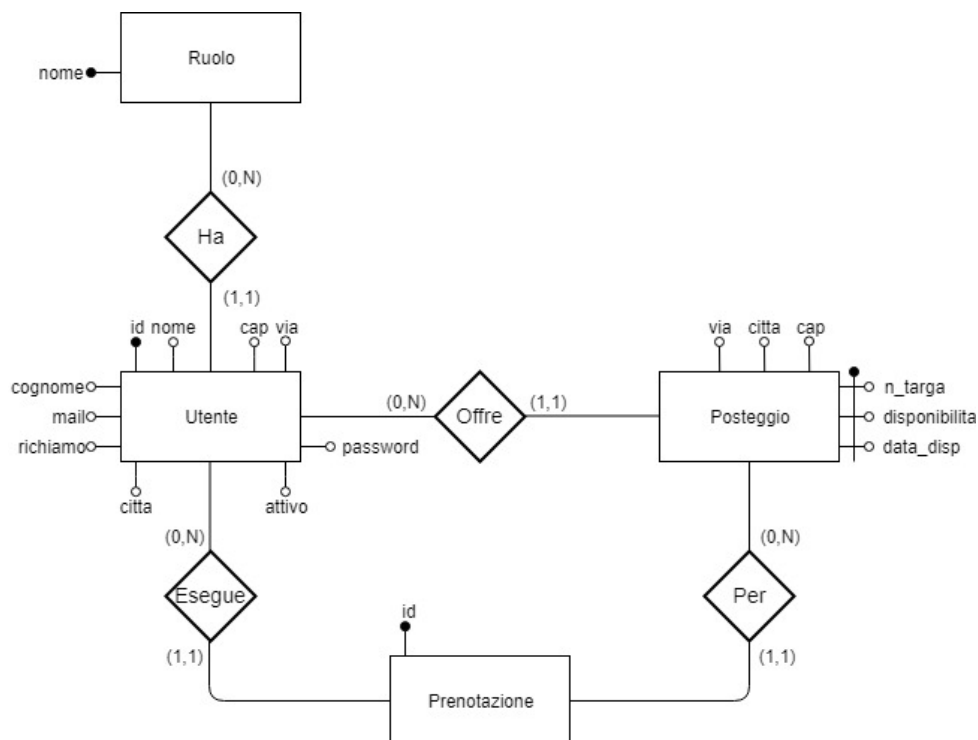 Ruolo
nome
(0,N)
Ha
(1,1)
id nome cap via
via citta cap
cognome
n_targa
mail
Utente
(0,N)
Offre
(1,1)
Posteggio
disponibilita
richiamo
password
data_disp
citta
attivo
(0,N)
(0,N)
Esegue
Per
id
(1,1)
(1,1)
Prenotazione